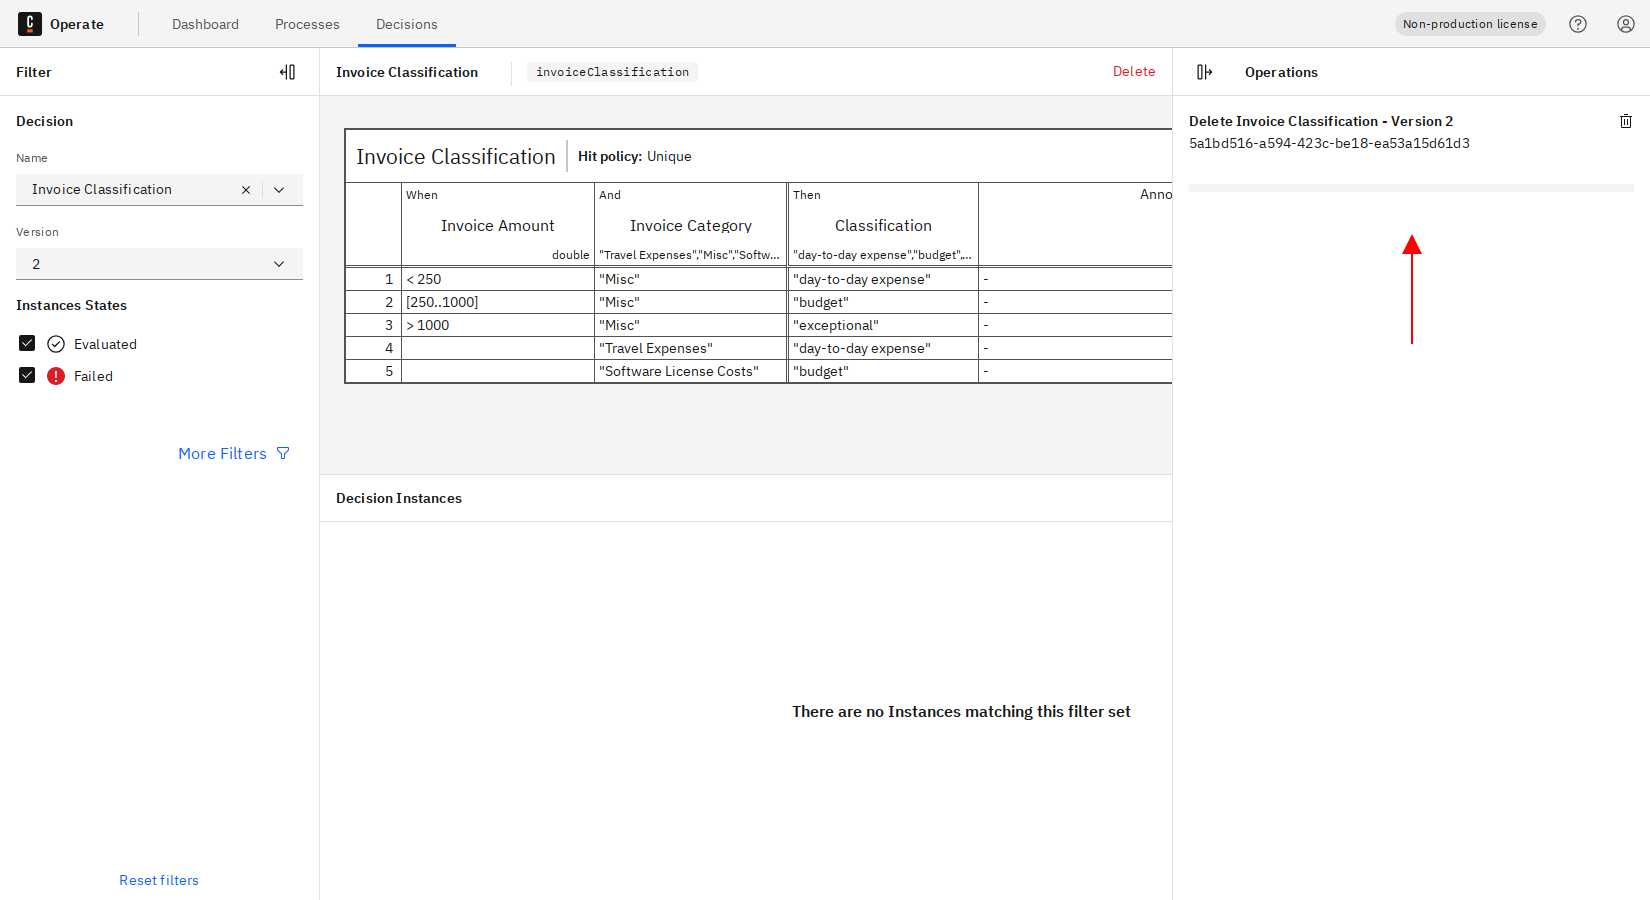 Operate
Dashboard
Processes
Decisions
Non-production license
Filter
Decision
Name
Invoice Classification
Version
2
Instances States
Evaluated
Failed
More Filters
Reset filters
Invoice Classification
invoiceClassification
Delete
Invoice Classification
Hit policy: Unique
When
And
Then
Anno
Invoice Amount
Invoice Category
Classification
double
"Travel Expenses","Misc","Softw...
"day-to-day expense","budget",...
1 < 250 "Misc" "day-to-day expense" -
2 [250..1000] "Misc" "budget" -
3 > 1000 "Misc" "exceptional" -
4 "Travel Expenses" "day-to-day expense" -
5 "Software License Costs" "budget" -
Decision Instances
There are no Instances matching this filter set
Operations
Delete Invoice Classification - Version 2
5a1bd516-a594-423c-be18-ea53a15d61d3